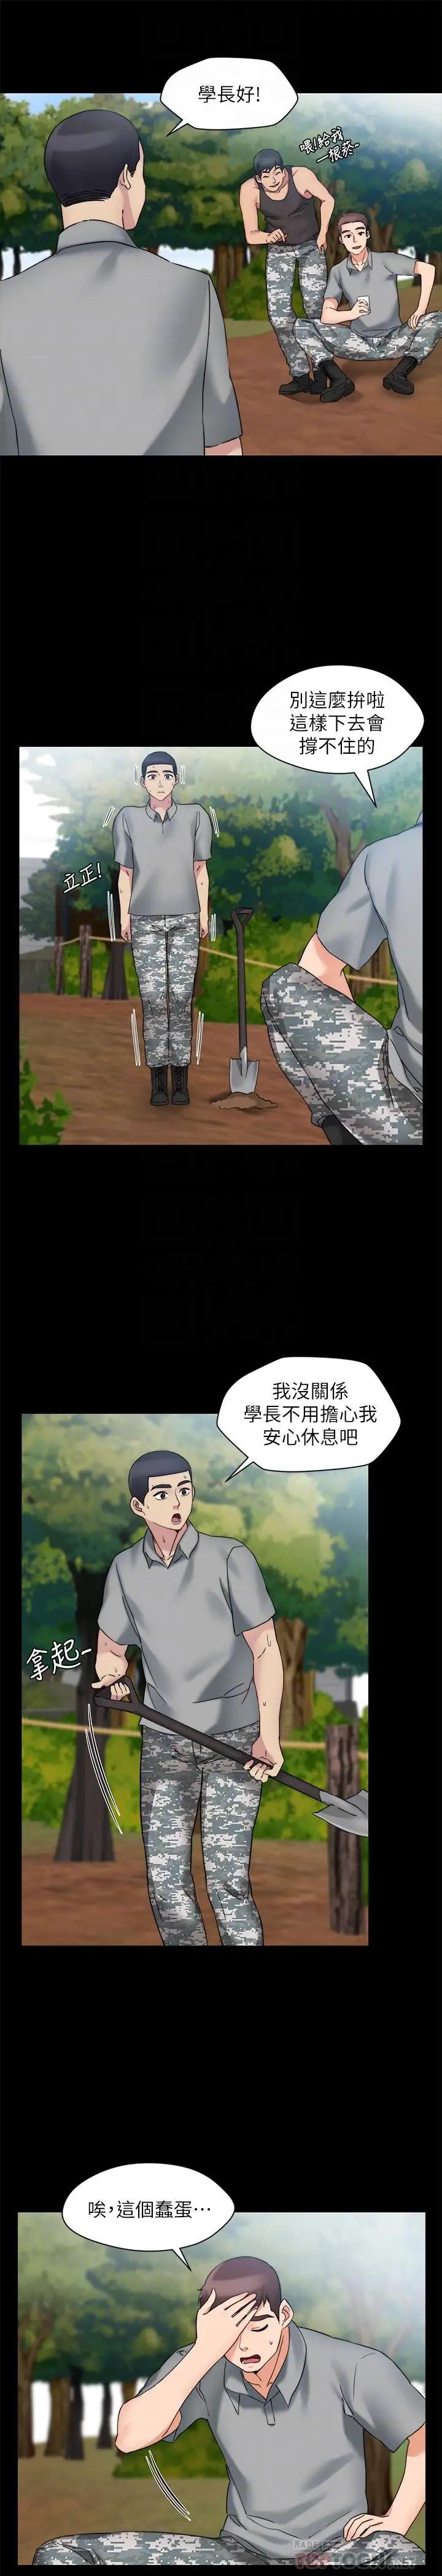 學長好!
喂!給我
一根菸~
別這麼拚啦
這樣下去會
撐不住的
立正!
我沒關係
學長不用擔心我
安心休息吧
拿起~
唉,這個蠢蛋⋯